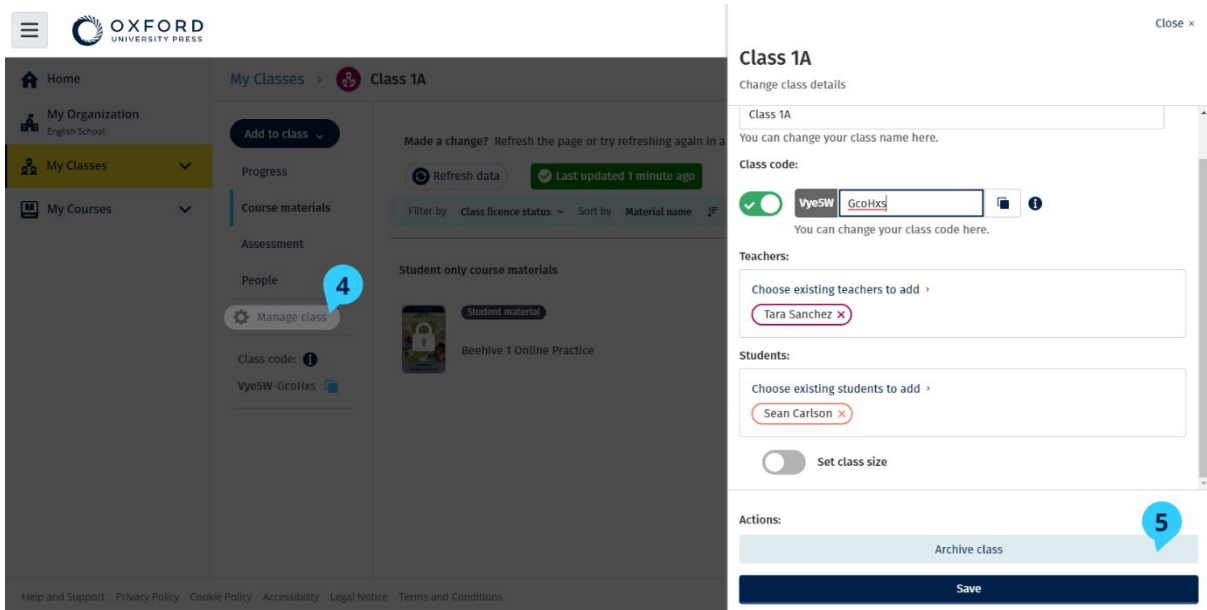 OXFORD
UNIVERSITY PRESS
Home
My Organization
English School
My Classes
My Courses
My Classes > Class 1A
Add to class
Progress
Course materials
Assessment
People
4
Manage class
Class code:
Vye5W-GcoHxs
Made a change? Refresh the page or try refreshing again in a
Refresh data
Last updated 1 minute ago
Filter by Class licence status Sort by Material name
Student only course materials
Student material
Beehive 1 Online Practice
Help and Support Privacy Policy Cookie Policy Accessibility Legal Notice Terms and Conditions
Close ×
Class 1A
Change class details
Class 1A
You can change your class name here.
Class code:
Vye5W GcoHxs
You can change your class code here.
Teachers:
Choose existing teachers to add ›
Tara Sanchez ×
Students:
Choose existing students to add ›
Sean Carlson ×
Set class size
Actions:
5
Archive class
Save